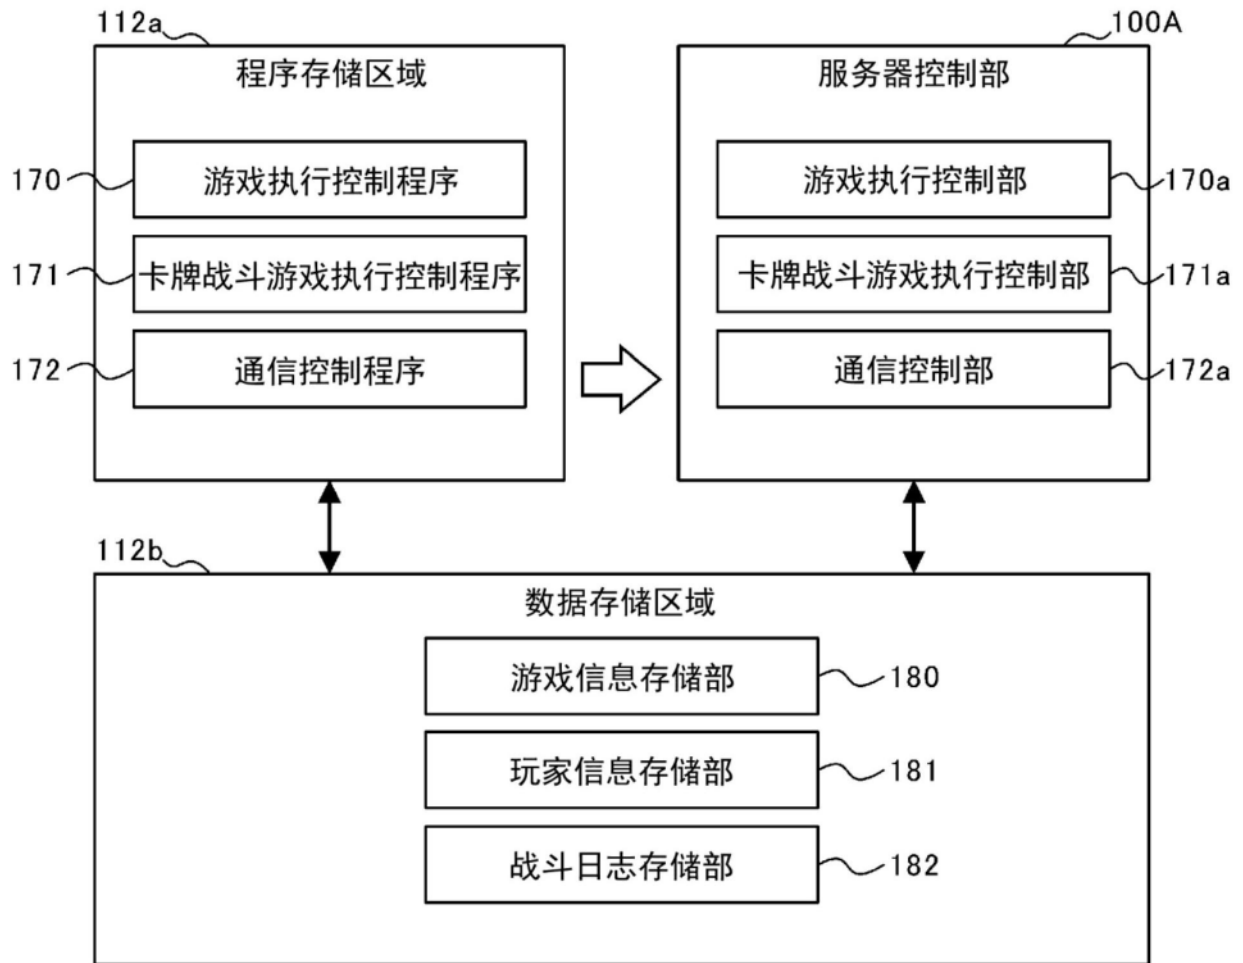 112a
程序存储区域
170
游戏执行控制程序
171
卡牌战斗游戏执行控制程序
172
通信控制程序
100A
服务器控制部
游戏执行控制部
170a
卡牌战斗游戏执行控制部
171a
通信控制部
172a
112b
数据存储区域
游戏信息存储部
180
玩家信息存储部
181
战斗日志存储部
182